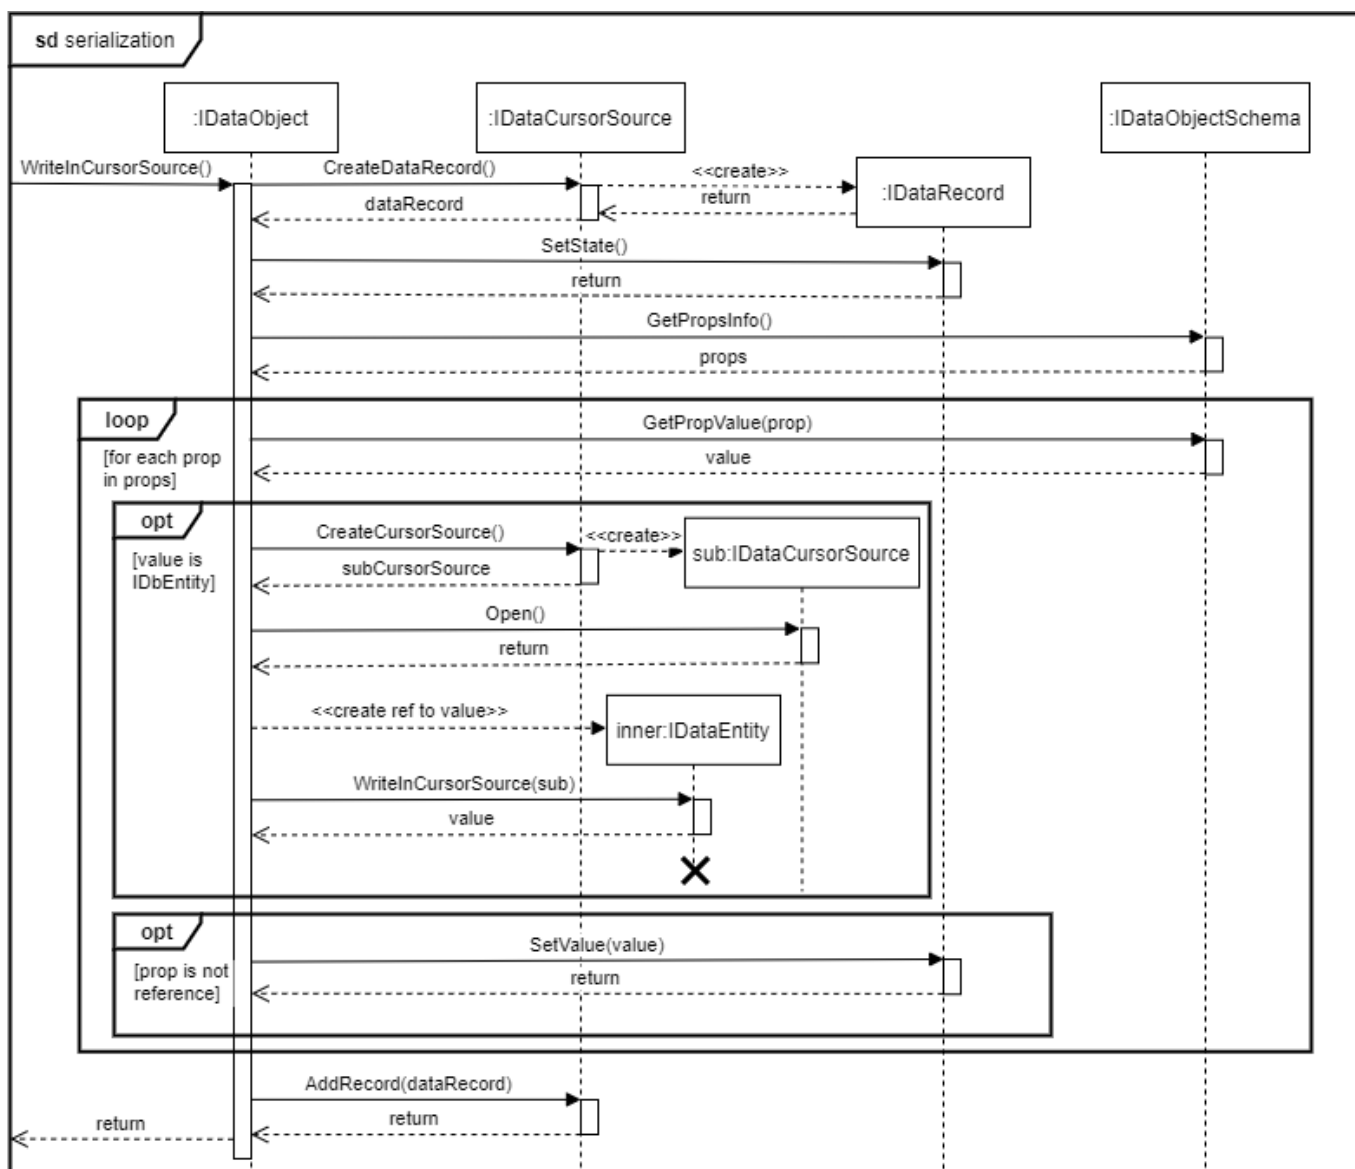 sd serialization
:IDataObject
:IDataCursorSource
:IDataObjectSchema
WriteInCursorSource()
CreateDataRecord()
<<create>>
:IDataRecord
dataRecord
return
SetState()
return
GetPropsInfo()
props
loop
GetPropValue(prop)
[for each prop
in props]
value
opt
CreateCursorSource()
<<create>>
sub:IDataCursorSource
[value is
IDbEntity]
subCursorSource
Open()
return
<<create ref to value>>
inner:IDataEntity
WriteInCursorSource(sub)
value
opt
SetValue(value)
[prop is not
reference]
return
AddRecord(dataRecord)
return
return